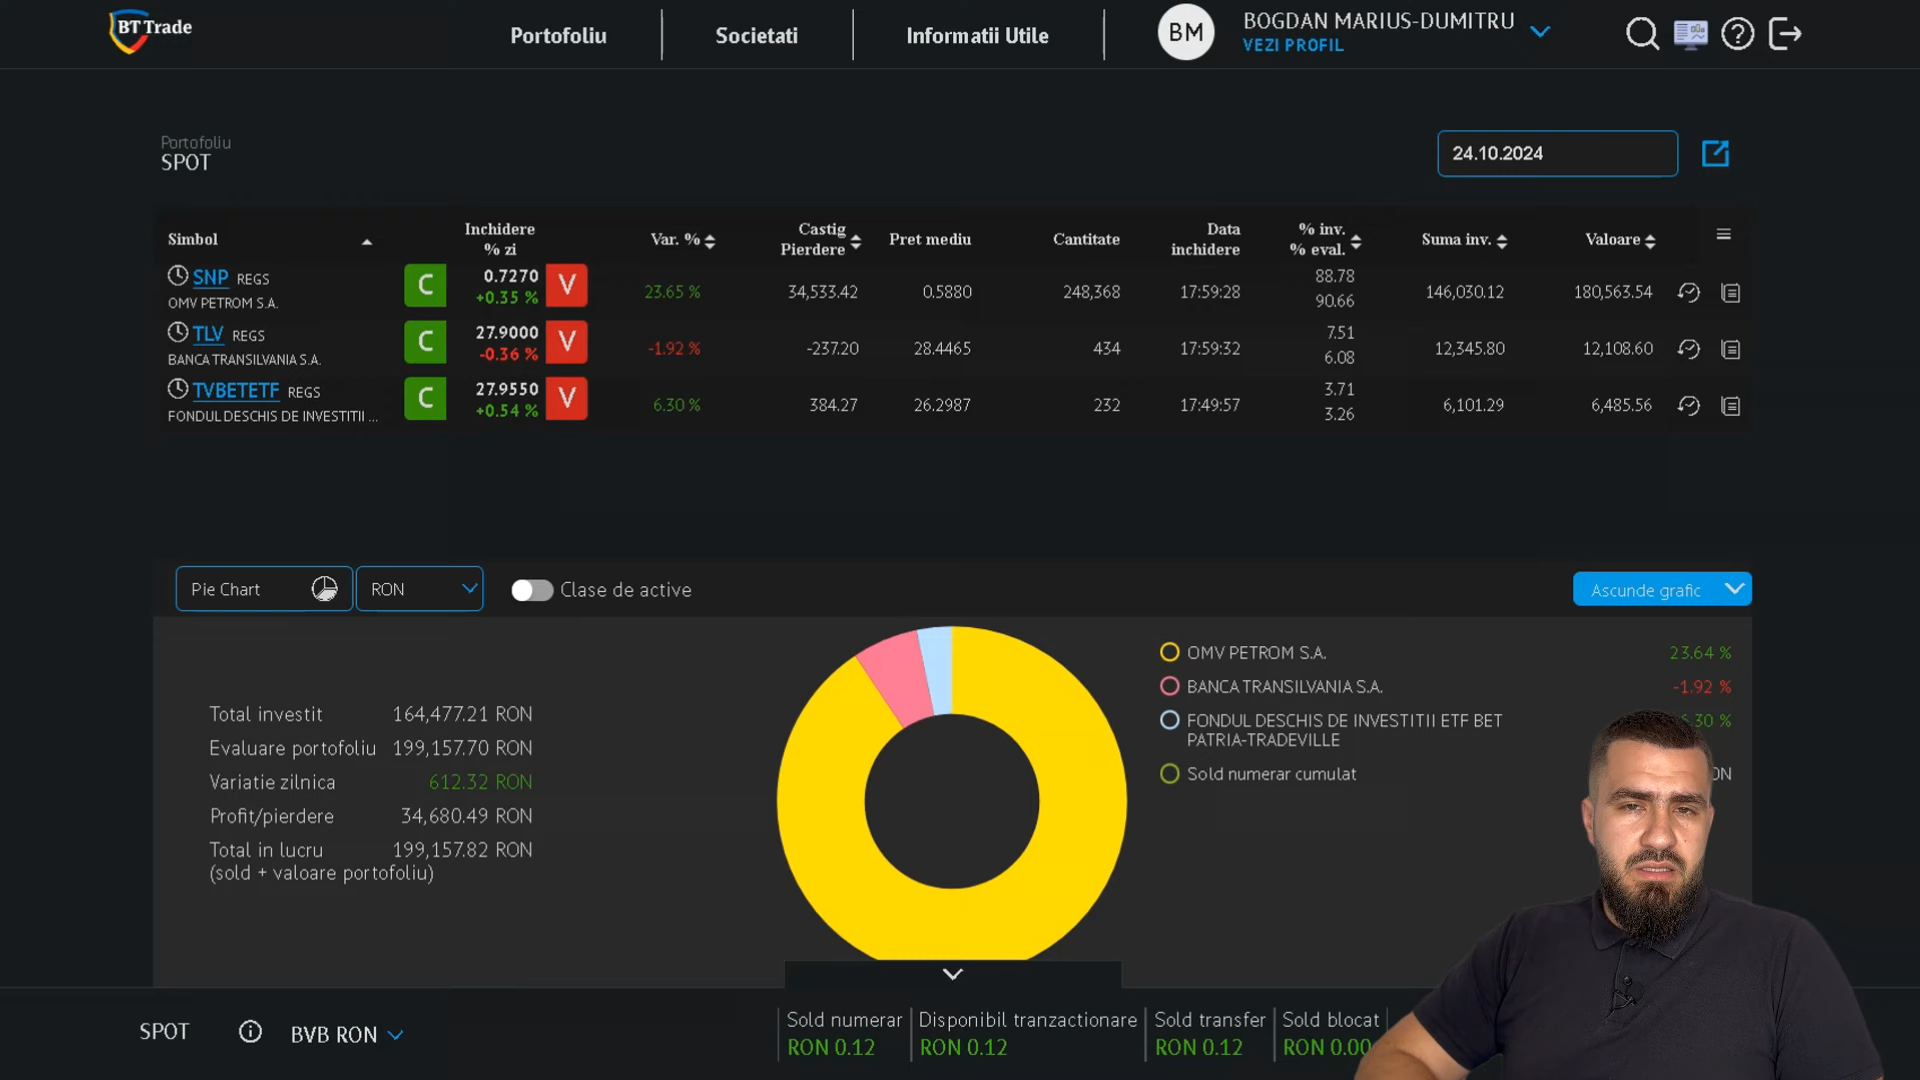 BT Trade
Portofoliu
Societati
Informatii Utile
BM
BOGDAN MARIUS-DUMITRU
VEZI PROFIL
Portofoliu
SPOT
24.10.2024
Simbol
Inchidere
% zi
Var. %
Castig
Pierdere
Pret mediu
Cantitate
Data
inchidere
% inv.
% eval.
Suma inv.
Valoare
SNP REGS
OMV PETROM S.A.
C
0.7270
+0.35 %
V
23.65 %
34,533.42
0.5880
248,368
17:59:28
88.78
90.66
146,030.12
180,563.54
TLV REGS
BANCA TRANSILVANIA S.A.
C
27.9000
-0.36 %
V
-1.92 %
-237.20
28.4465
434
17:59:32
7.51
6.08
12,345.80
12,108.60
TVBETETF REGS
FONDUL DESCHIS DE INVESTITII ...
C
27.9550
+0.54 %
V
6.30 %
384.27
26.2987
232
17:49:57
3.71
3.26
6,101.29
6,485.56
Pie Chart
RON
Clase de active
Ascunde grafic
Total investit 164,477.21 RON
Evaluare portofoliu 199,157.70 RON
Variatie zilnica 612.32 RON
Profit/pierdere 34,680.49 RON
Total in lucru 199,157.82 RON
(sold + valoare portofoliu)
OMV PETROM S.A. 23.64 %
BANCA TRANSILVANIA S.A. -1.92 %
FONDUL DESCHIS DE INVESTITII ETF BET .30 %
PATRIA-TRADEVILLE
Sold numerar cumulat ON
SPOT
BVB RON
Sold numerar
RON 0.12
Disponibil tranzactionare
RON 0.12
Sold transfer
RON 0.12
Sold blocat
RON 0.00